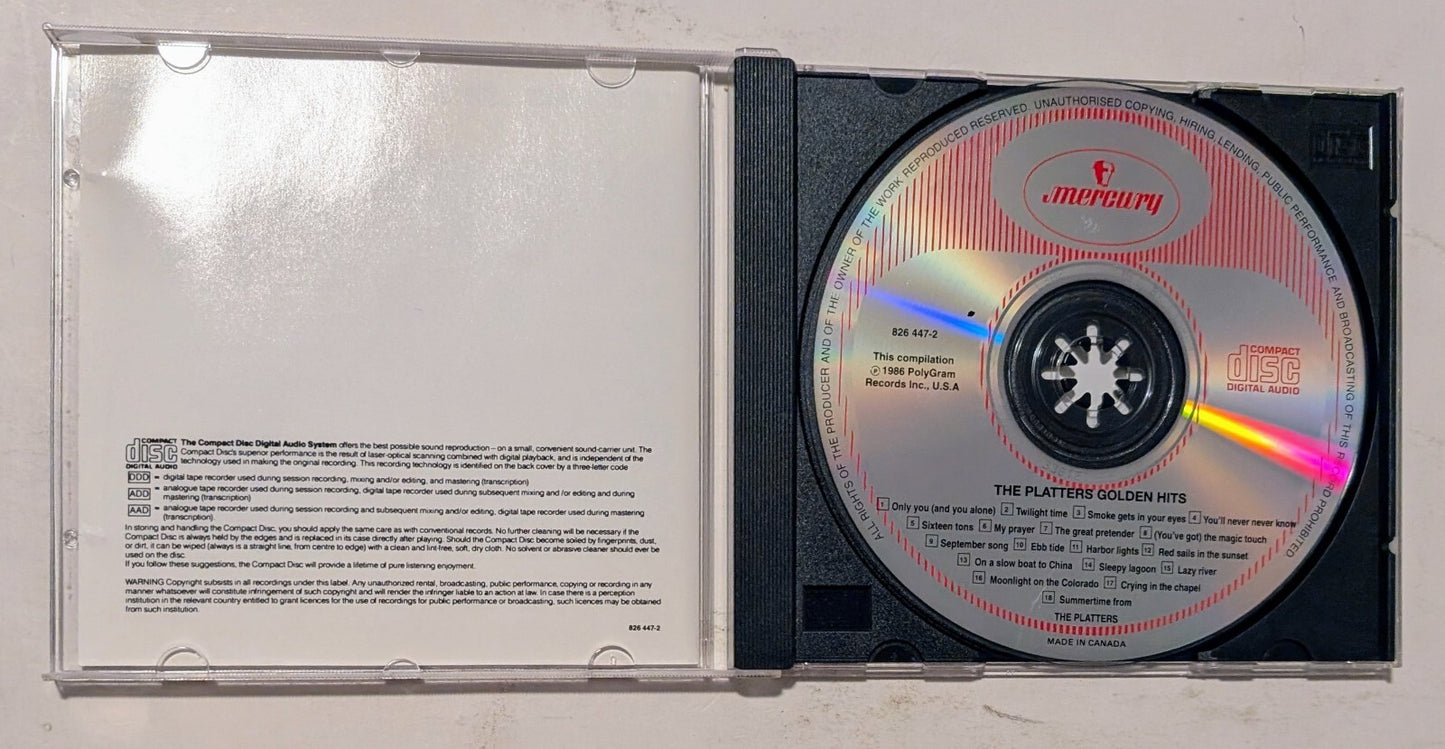 COMPACT
disc
DIGITAL AUDIO
The Compact Disc Digital Audio System offers the best possible sound reproduction – on a small, convenient sound-carrier unit. The
Compact Disc's superior performance is the result of laser-optical scanning combined with digital playback, and is independent of the
technology used in making the original recording. This recording technology is identified on the back cover by a three-letter code
DDD = digital tape recorder used during session recording, mixing and/or editing, and mastering (transcription)
ADD = analogue tape recorder used during session recording, digital tape recorder used during subsequent mixing and /or editing and during
mastering (transcription)
AAD = analogue tape recorder used during session recording and subsequent mixing and/or editing, digital tape recorder used during mastering
(transcription).
In storing and handling the Compact Disc, you should apply the same care as with conventional records. No further cleaning will be necessary if the
Compact Disc is always held by the edges and is replaced in its case directly after playing. Should the Compact Disc become soiled by fingerprints, dust,
or dirt, it can be wiped (always is a straight line, from centre to edge) with a clean and lint-free, soft, dry cloth. No solvent or abrasive cleaner should ever be
used on the disc.
If you follow these suggestions, the Compact Disc will provide a lifetime of pure listening enjoyment.
WARNING Copyright subsists in all recordings under this label. Any unauthorized rental, broadcasting, public performance, copying or recording in any
manner whatsoever will constitute infringement of such copyright and will render the infringer liable to an action at law. In case there is a perception
institution in the relevant country entitled to grant licences for the use of recordings for public performance or broadcasting, such licences may be obtained
from such institution.
826 447-2
ALL RIGHTS OF THE PRODUCER AND OF THE OWNER OF THE WORK REPRODUCED RESERVED. UNAUTHORISED COPYING, HIRING, LENDING, PUBLIC PERFORMANCE AND BROADCASTING OF THIS RECORD PROHIBITED
mercury
826 447-2
This compilation
℗ 1986 PolyGram
Records Inc., U.S.A
COMPACT
disc
DIGITAL AUDIO
THE PLATTERS GOLDEN HITS
1 Only you (and you alone) 2 Twilight time 3 Smoke gets in your eyes 4 You'll never never know
5 Sixteen tons 6 My prayer 7 The great pretender 8 (You've got) the magic touch
9 September song 10 Ebb tide 11 Harbor lights 12 Red sails in the sunset
13 On a slow boat to China 14 Sleepy lagoon 15 Lazy river
16 Moonlight on the Colorado 17 Crying in the chapel
18 Summertime from
THE PLATTERS
MADE IN CANADA